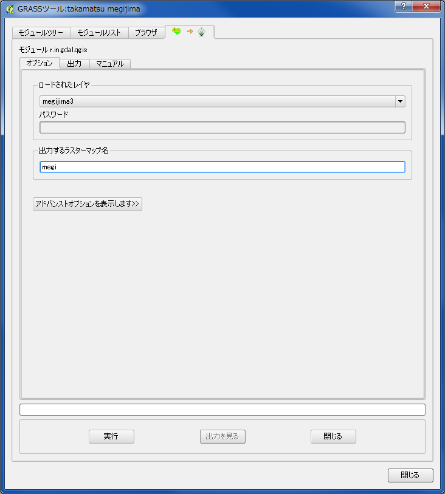 GRASSツール:takamatsu megijima
モジュールツリー モジュールリスト ブラウザ
モジュール r.in.gdal.qgis
オプション 出力 マニュアル
ロードされたレイヤ
megijima3
パスワード
出力するラスターマップ名
megi
アドバンストオプションを表示します>>
実行 出力を見る 閉じる
閉じる